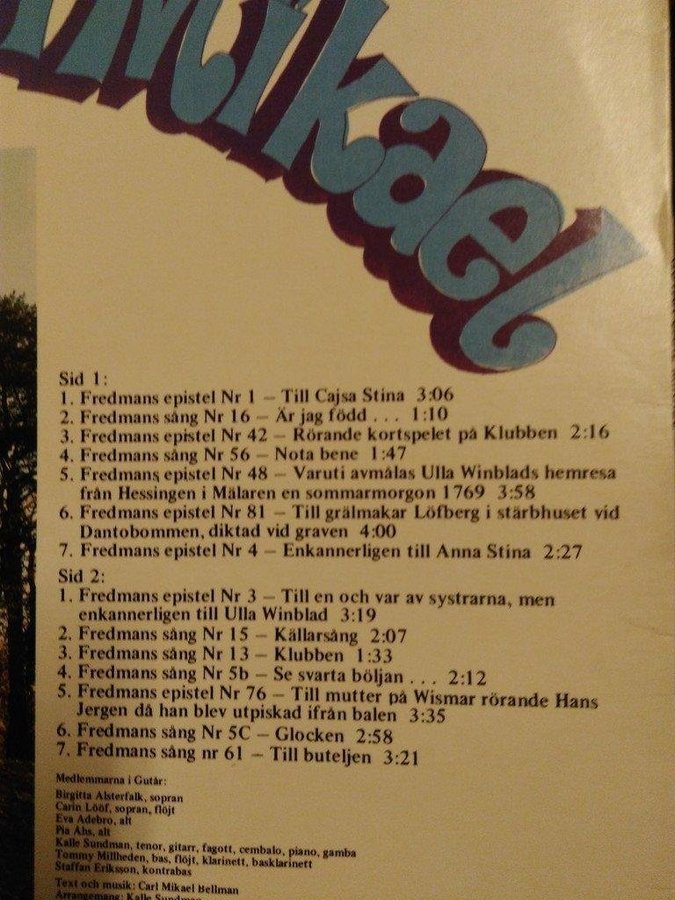 mikael
Sid 1:
1. Fredmans epistel Nr 1 – Till Cajsa Stina 3:06
2. Fredmans sång Nr 16 – Är jag född . . . 1:10
3. Fredmans epistel Nr 42 – Rörande kortspelet på Klubben 2:16
4. Fredmans sång Nr 56 – Nota bene 1:47
5. Fredmans epistel Nr 48 – Varuti avmålas Ulla Winblads hemresa
från Hessingen i Mälaren en sommarmorgon 1769 3:58
6. Fredmans epistel Nr 81 – Till grälmakar Löfberg i stärbhuset vid
Dantobommen, diktad vid graven 4:00
7. Fredmans epistel Nr 4 – Enkannerligen till Anna Stina 2:27
Sid 2:
1. Fredmans epistel Nr 3 – Till en och var av systrarna, men
enkannerligen till Ulla Winblad 3:19
2. Fredmans sång Nr 15 – Källarsång 2:07
3. Fredmans sång Nr 13 – Klubben 1:33
4. Fredmans sång Nr 5b – Se svarta böljan . . . 2:12
5. Fredmans epistel Nr 76 – Till mutter på Wismar rörande Hans
Jergen då han blev utpiskad ifrån balen 3:35
6. Fredmans sång Nr 5C – Glocken 2:58
7. Fredmans sång nr 61 – Till buteljen 3:21
Medlemmarna i Gutår:
Birgitta Alsterfalk, sopran
Carin Lööf, sopran, flöjt
Eva Adebro, alt
Pia Åhs, alt
Kalle Sundman, tenor, gitarr, fagott, cembalo, piano, gamba
Tommy Millheden, bas, flöjt, klarinett, basklarinett
Staffan Eriksson, kontrabas
Text och musik: Carl Mikael Bellman
Arrangemang: Kalle Sundman